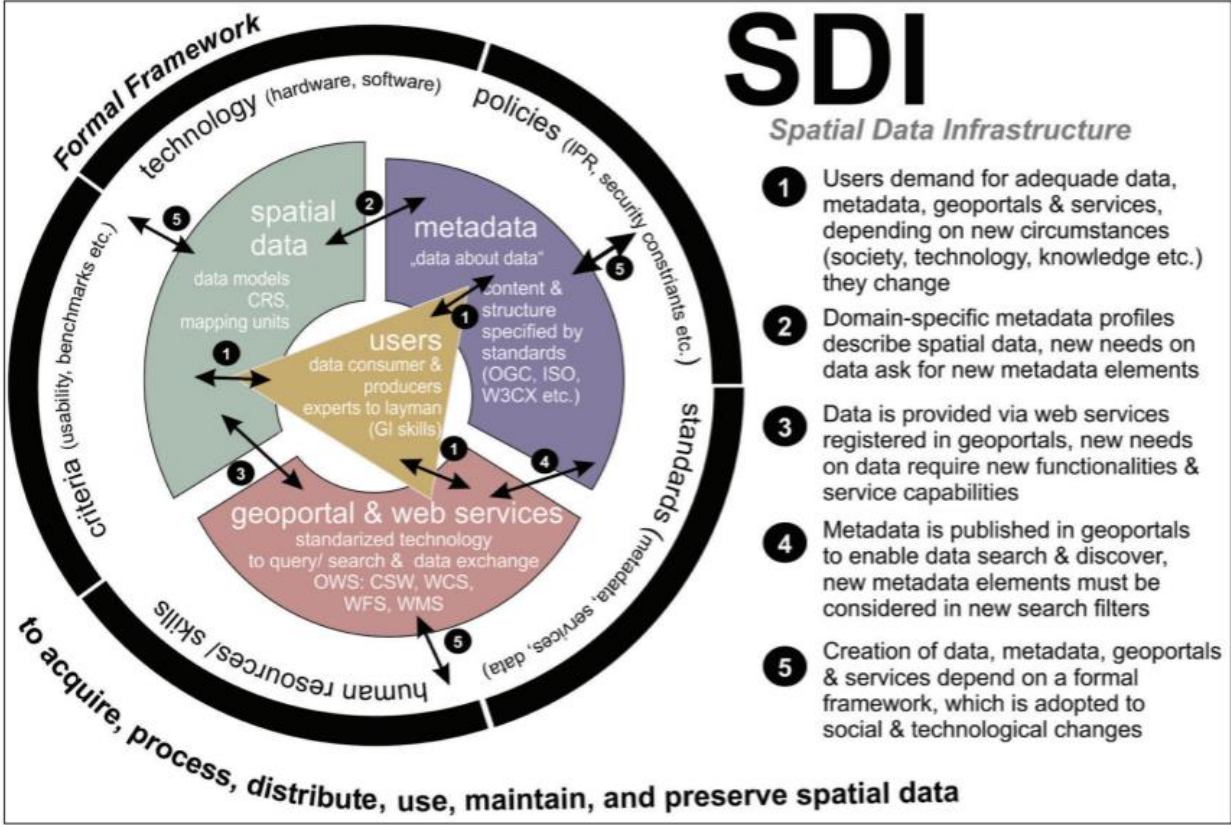 Formal Framework
technology (hardware, software)
policies (IPR, security constriants etc.)
standards (metadata, services, data)
human resources/ skills
criteria (usability, benchmarks etc.)
to acquire, process, distribute, use, maintain, and preserve spatial data
spatial
data
data models
CRS,
mapping units
metadata
„data about data“
content &
structure
specified by
standards
(OGC, ISO,
W3CX etc.)
users
data consumer &
producers
experts to layman
(GI skills)
geoportal & web services
standarized technology
to query/ search & data exchange
OWS: CSW, WCS,
WFS, WMS
5
2
5
1
1
3
1
4
5
SDI
Spatial Data Infrastructure
1 Users demand for adequade data,
metadata, geoportals & services,
depending on new circumstances
(society, technology, knowledge etc.)
they change
2 Domain-specific metadata profiles
describe spatial data, new needs on
data ask for new metadata elements
3 Data is provided via web services
registered in geoportals, new needs
on data require new functionalities &
service capabilities
4 Metadata is published in geoportals
to enable data search & discover,
new metadata elements must be
considered in new search filters
5 Creation of data, metadata, geoportals
& services depend on a formal
framework, which is adopted to
social & technological changes